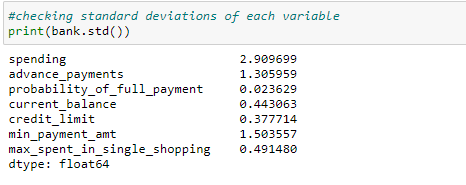 #checking standard deviations of each variable
print(bank.std())
spending 2.909699
advance_payments 1.305959
probability_of_full_payment 0.023629
current_balance 0.443063
credit_limit 0.377714
min_payment_amt 1.503557
max_spent_in_single_shopping 0.491480
dtype: float64